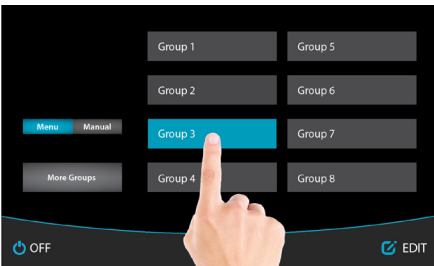 Group 1
Group 5
Group 2
Group 6
Menu
Manual
Group 3
Group 7
More Groups
Group 4
Group 8
OFF
EDIT